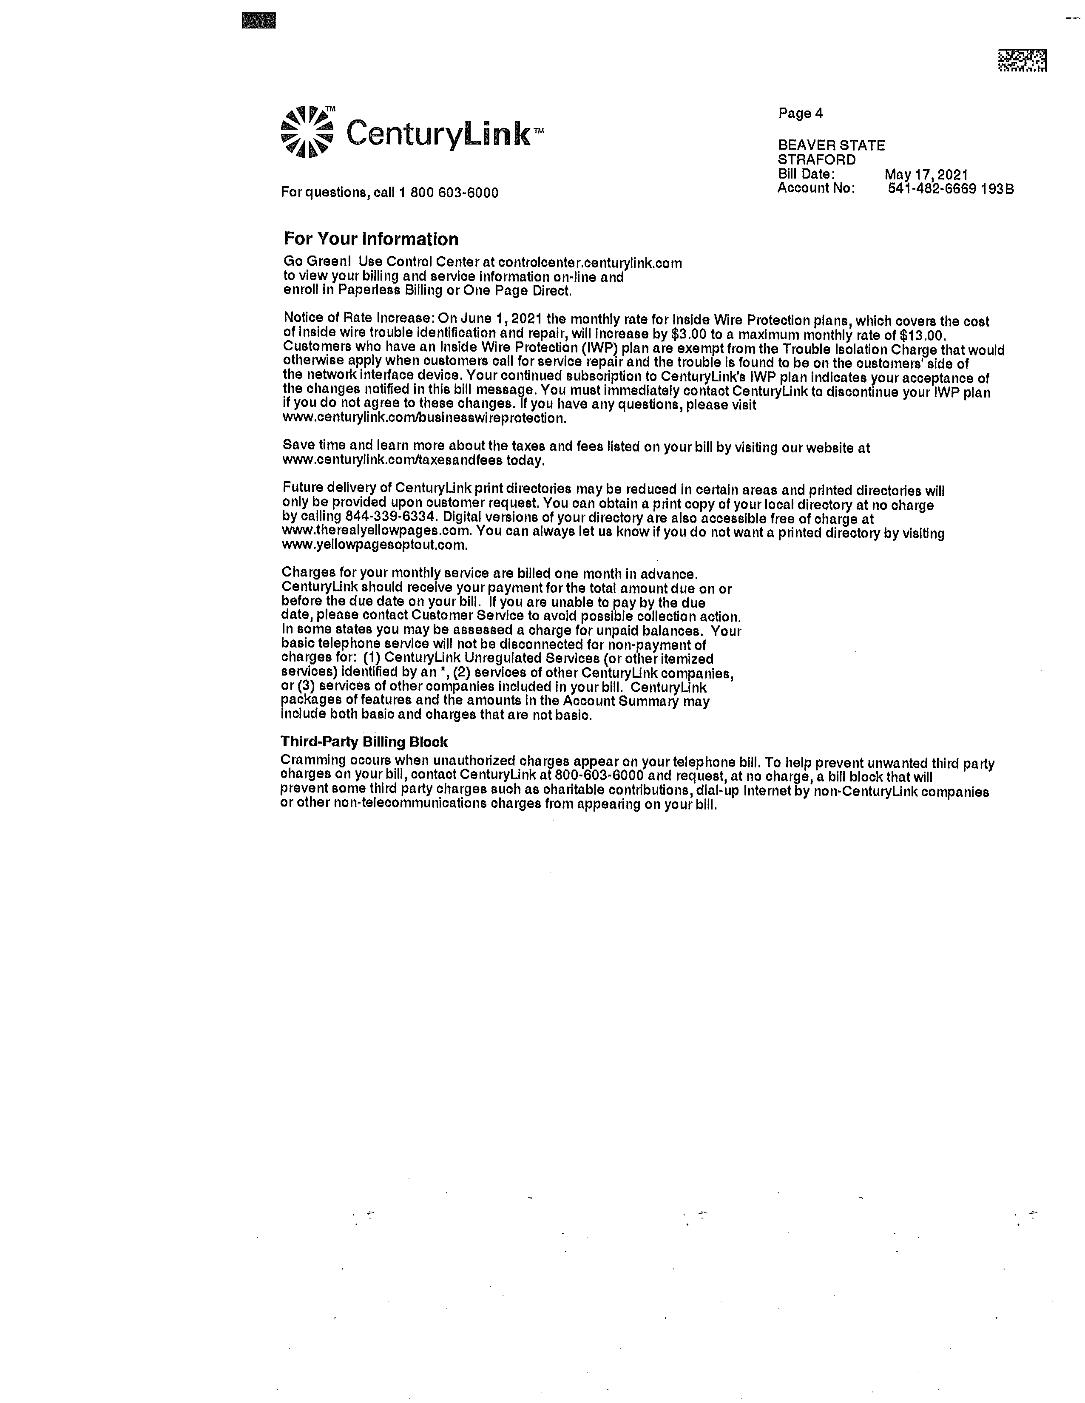 CenturyLink™
For questions, call 1 800 603-6000
Page 4
BEAVER STATE
STRAFORD
Bill Date: May 17, 2021
Account No: 541-482-6669 193B
For Your Information
Go Green! Use Control Center at controlcenter.centurylink.com
to view your billing and service information on-line and
enroll in Paperless Billing or One Page Direct.
Notice of Rate Increase: On June 1, 2021 the monthly rate for Inside Wire Protection plans, which covers the cost
of inside wire trouble identification and repair, will increase by $3.00 to a maximum monthly rate of $13.00.
Customers who have an Inside Wire Protection (IWP) plan are exempt from the Trouble Isolation Charge that would
otherwise apply when customers call for service repair and the trouble is found to be on the customers' side of
the network interface device. Your continued subscription to CenturyLink's IWP plan indicates your acceptance of
the changes notified in this bill message. You must immediately contact CenturyLink to discontinue your IWP plan
if you do not agree to these changes. If you have any questions, please visit
www.centurylink.com/businesswireprotection.
Save time and learn more about the taxes and fees listed on your bill by visiting our website at
www.centurylink.com/taxesandfees today.
Future delivery of CenturyLink print directories may be reduced in certain areas and printed directories will
only be provided upon customer request. You can obtain a print copy of your local directory at no charge
by calling 844-339-6334. Digital versions of your directory are also accessible free of charge at
www.therealyellowpages.com. You can always let us know if you do not want a printed directory by visiting
www.yellowpagesoptout.com.
Charges for your monthly service are billed one month in advance.
CenturyLink should receive your payment for the total amount due on or
before the due date on your bill. If you are unable to pay by the due
date, please contact Customer Service to avoid possible collection action.
In some states you may be assessed a charge for unpaid balances. Your
basic telephone service will not be disconnected for non-payment of
charges for: (1) CenturyLink Unregulated Services (or other itemized
services) identified by an *, (2) services of other CenturyLink companies,
or (3) services of other companies included in your bill. CenturyLink
packages of features and the amounts in the Account Summary may
include both basic and charges that are not basic.
Third-Party Billing Block
Cramming occurs when unauthorized charges appear on your telephone bill. To help prevent unwanted third party
charges on your bill, contact CenturyLink at 800-603-6000 and request, at no charge, a bill block that will
prevent some third party charges such as charitable contributions, dial-up Internet by non-CenturyLink companies
or other non-telecommunications charges from appearing on your bill.